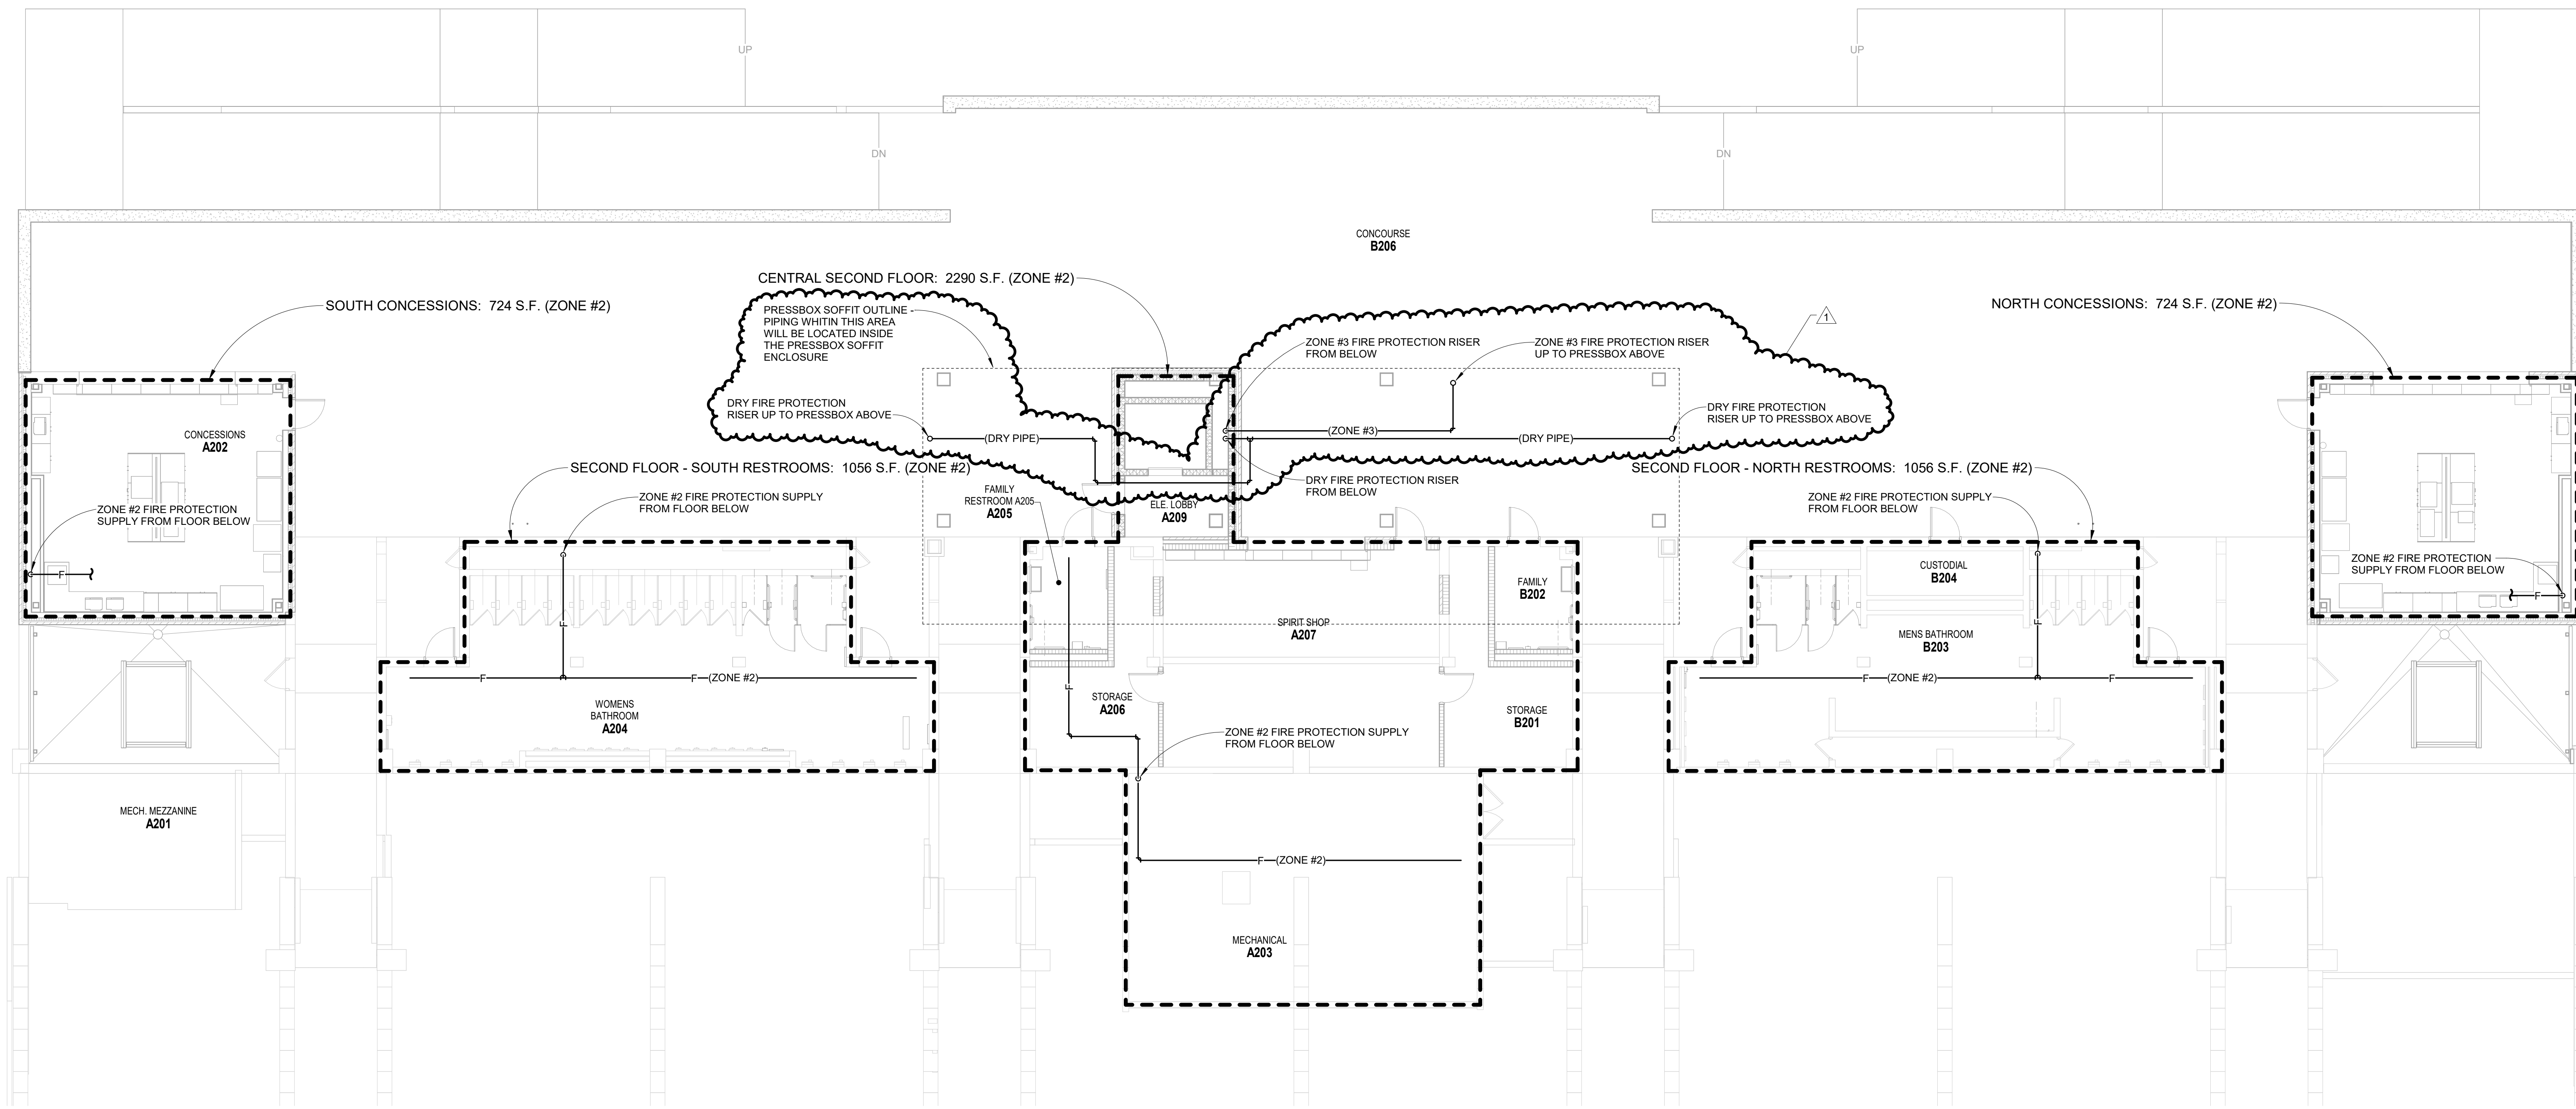 UP
UP
DN
DN
CONCOURSE
B206
CENTRAL SECOND FLOOR: 2290 S.F. (ZONE #2)
SOUTH CONCESSIONS: 724 S.F. (ZONE #2)
NORTH CONCESSIONS: 724 S.F. (ZONE #2)
PRESSBOX SOFFIT OUTLINE -
PIPING WHITIN THIS AREA
WILL BE LOCATED INSIDE
THE PRESSBOX SOFFIT
ENCLOSURE
1
ZONE #3 FIRE PROTECTION RISER
FROM BELOW
ZONE #3 FIRE PROTECTION RISER
UP TO PRESSBOX ABOVE
DRY FIRE PROTECTION
RISER UP TO PRESSBOX ABOVE
DRY FIRE PROTECTION
RISER UP TO PRESSBOX ABOVE
(DRY PIPE)
(ZONE #3)
(DRY PIPE)
CONCESSIONS
A202
SECOND FLOOR - SOUTH RESTROOMS: 1056 S.F. (ZONE #2)
SECOND FLOOR - NORTH RESTROOMS: 1056 S.F. (ZONE #2)
DRY FIRE PROTECTION RISER
FROM BELOW
ZONE #2 FIRE PROTECTION SUPPLY
FROM FLOOR BELOW
FAMILY
RESTROOM A205
A205
ELE. LOBBY
A209
ZONE #2 FIRE PROTECTION SUPPLY
FROM FLOOR BELOW
ZONE #2 FIRE PROTECTION
SUPPLY FROM FLOOR BELOW
F
ZONE #2 FIRE PROTECTION
SUPPLY FROM FLOOR BELOW
F
FAMILY
B202
CUSTODIAL
B204
F
SPIRIT SHOP
A207
MENS BATHROOM
B203
F
F
F
(ZONE #2)
F
F
(ZONE #2)
F
WOMENS
BATHROOM
A204
STORAGE
A206
STORAGE
B201
ZONE #2 FIRE PROTECTION SUPPLY
FROM FLOOR BELOW
MECH. MEZZANINE
A201
F
(ZONE #2)
MECHANICAL
A203